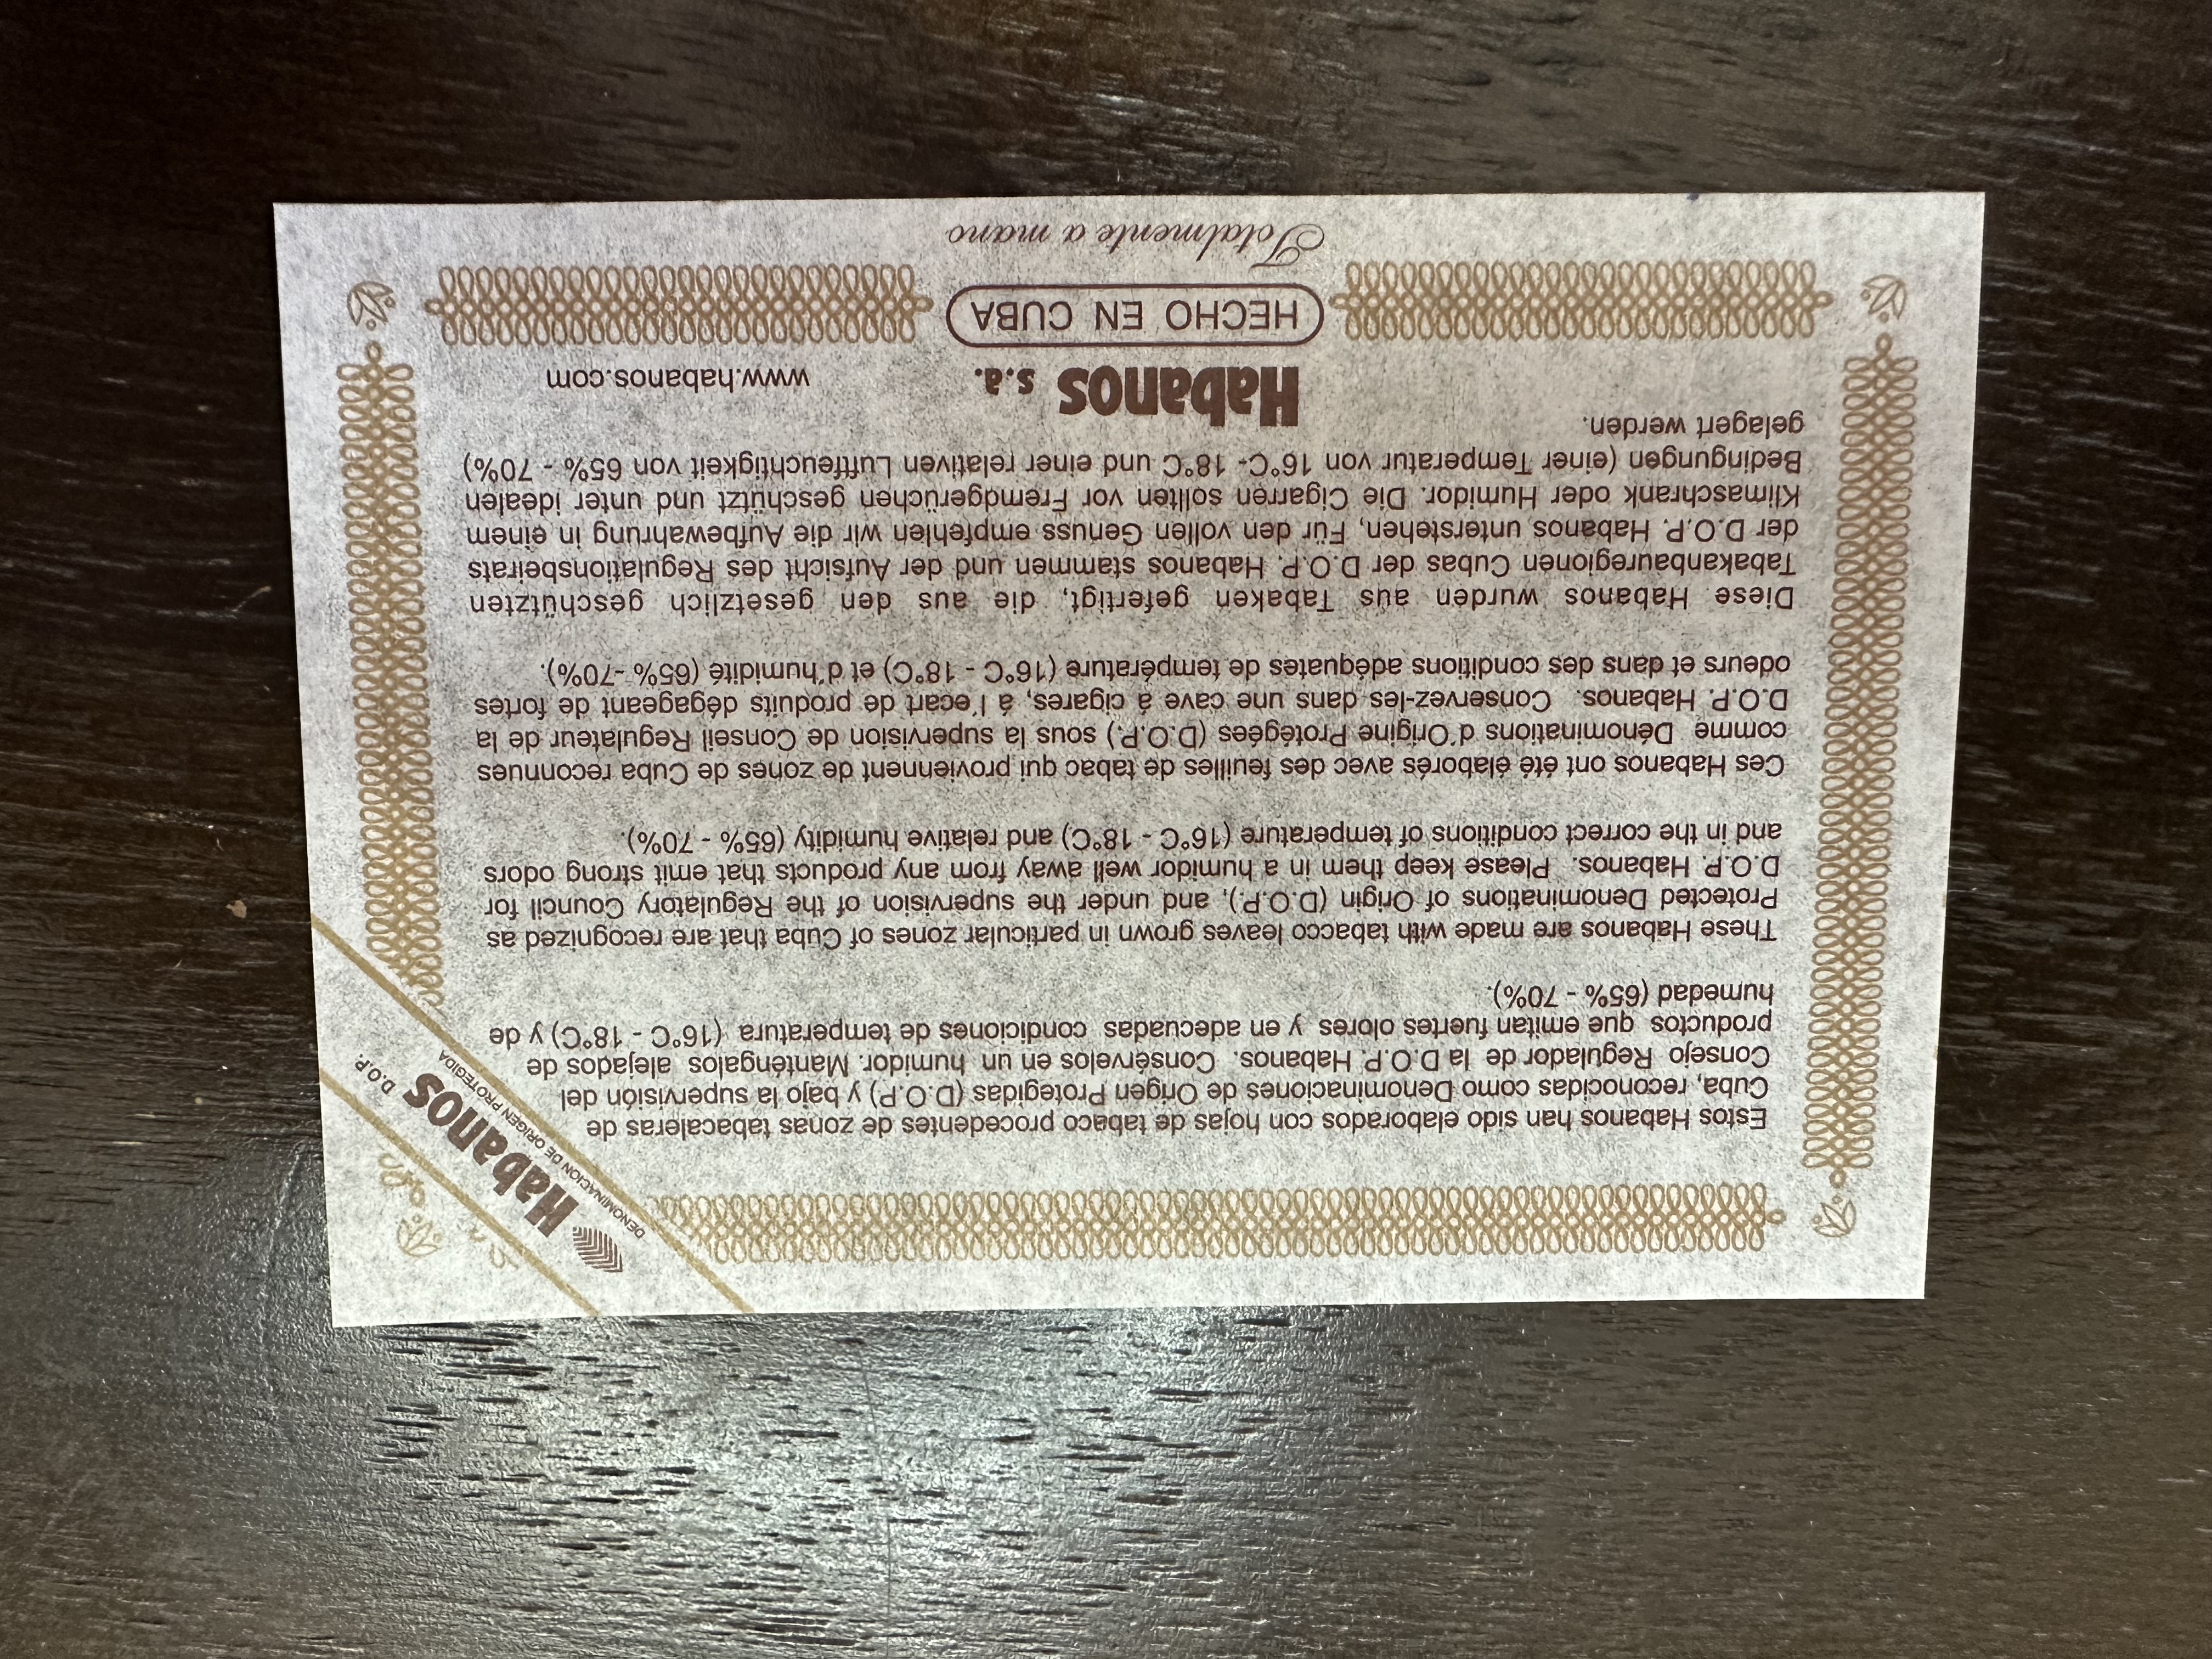 Habanos D.O.P.
DENOMINACION DE ORIGEN PROTEGIDA
Estos Habanos han sido elaborados con hojas de tabaco procedentes de zonas tabacaleras de
Cuba, reconocidas como Denominaciones de Origen Protegidas (D.O.P.) y bajo la supervisión del
Consejo Regulador de la D.O.P. Habanos. Consérvelos en un humidor. Manténgalos alejados de
productos que emitan fuertes olores y en adecuadas condiciones de temperatura (16°C - 18°C) y de
humedad (65% - 70%).
These Habanos are made with tabacco leaves grown in particular zones of Cuba that are recognized as
Protected Denominations of Origin (D.O.P.), and under the supervision of the Regulatory Council for
D.O.P. Habanos. Please keep them in a humidor well away from any products that emit strong odors
and in the correct conditions of temperature (16°C - 18°C) and relative humidity (65% - 70%).
Ces Habanos ont été élaborés avec des feuilles de tabac qui proviennent de zones de Cuba reconnues
comme Dénominations d'Origine Protégées (D.O.P.) sous la supervision de Conseil Regulateur de la
D.O.P. Habanos. Conservez-les dans une cave á cigares, á l'ecart de produits dégageant de fortes
odeurs et dans des conditions adéquates de température (16°C - 18°C) et d'humidité (65% -70%).
Diese Habanos wurden aus Tabaken gefertigt, die aus den gesetzlich geschützten
Tabakanbauregionen Cubas der D.O.P. Habanos stammen und der Aufsicht des Regulationsbeirats
der D.O.P. Habanos unterstehen, Für den vollen Genuss empfehlen wir die Aufbewahrung in einem
Klimaschrank oder Humidor. Die Cigarren sollten vor Fremdgerüchen geschützt und unter idealen
Bedingungen (einer Temperatur von 16°C- 18°C und einer relativen Luftfeuchtigkeit von 65% - 70%)
gelagert werden.
Habanos s.a.
www.habanos.com
HECHO EN CUBA
Totalmente a mano